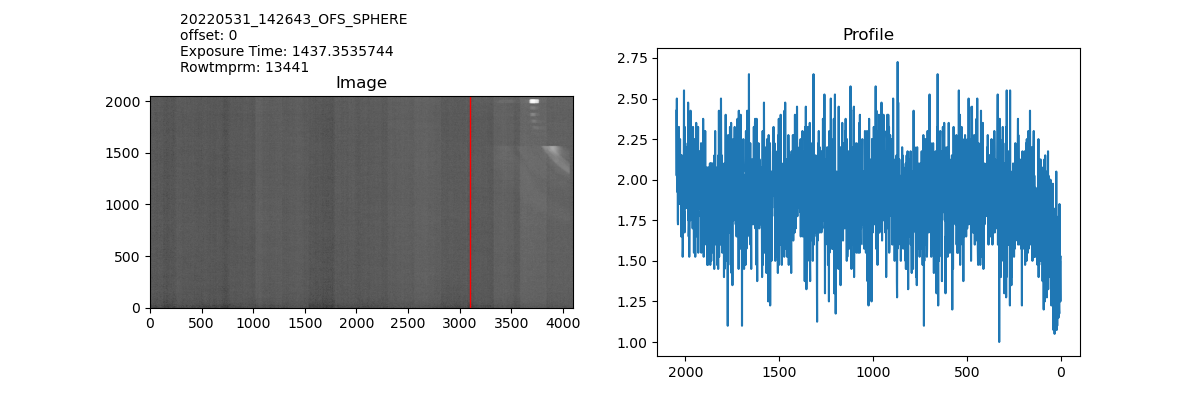 20220531_142643_OFS_SPHERE
offset: 0
Exposure Time: 1437.3535744
Rowtmprm: 13441
Image
2000
1500
1000
500
0
0 500 1000 1500 2000 2500 3000 3500 4000
Profile
2.75
2.50
2.25
2.00
1.75
1.50
1.25
1.00
2000 1500 1000 500 0